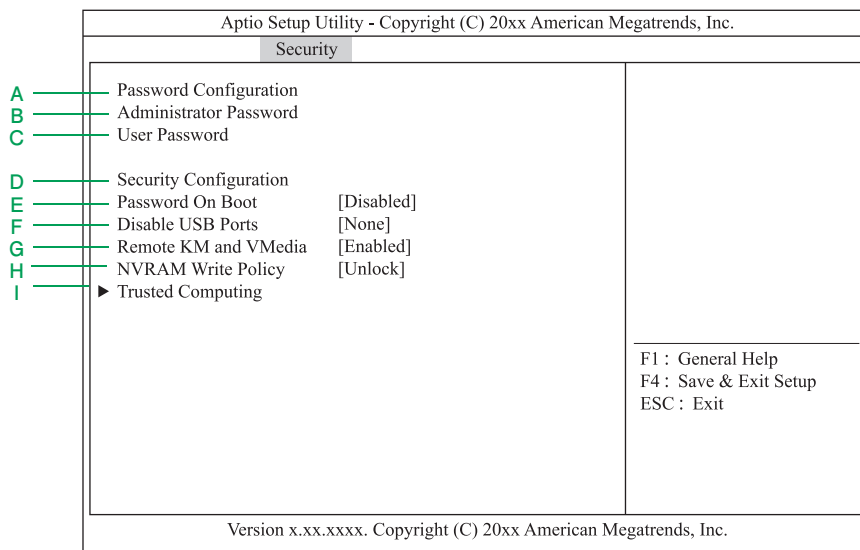 Aptio Setup Utility - Copyright (C) 20xx American Megatrends, Inc.
Security
A Password Configuration
B Administrator Password
C User Password
D Security Configuration
E Password On Boot [Disabled]
F Disable USB Ports [None]
G Remote KM and VMedia [Enabled]
H NVRAM Write Policy [Unlock]
I ▶ Trusted Computing
F1 : General Help
F4 : Save & Exit Setup
ESC : Exit
Version x.xx.xxxx. Copyright (C) 20xx American Megatrends, Inc.